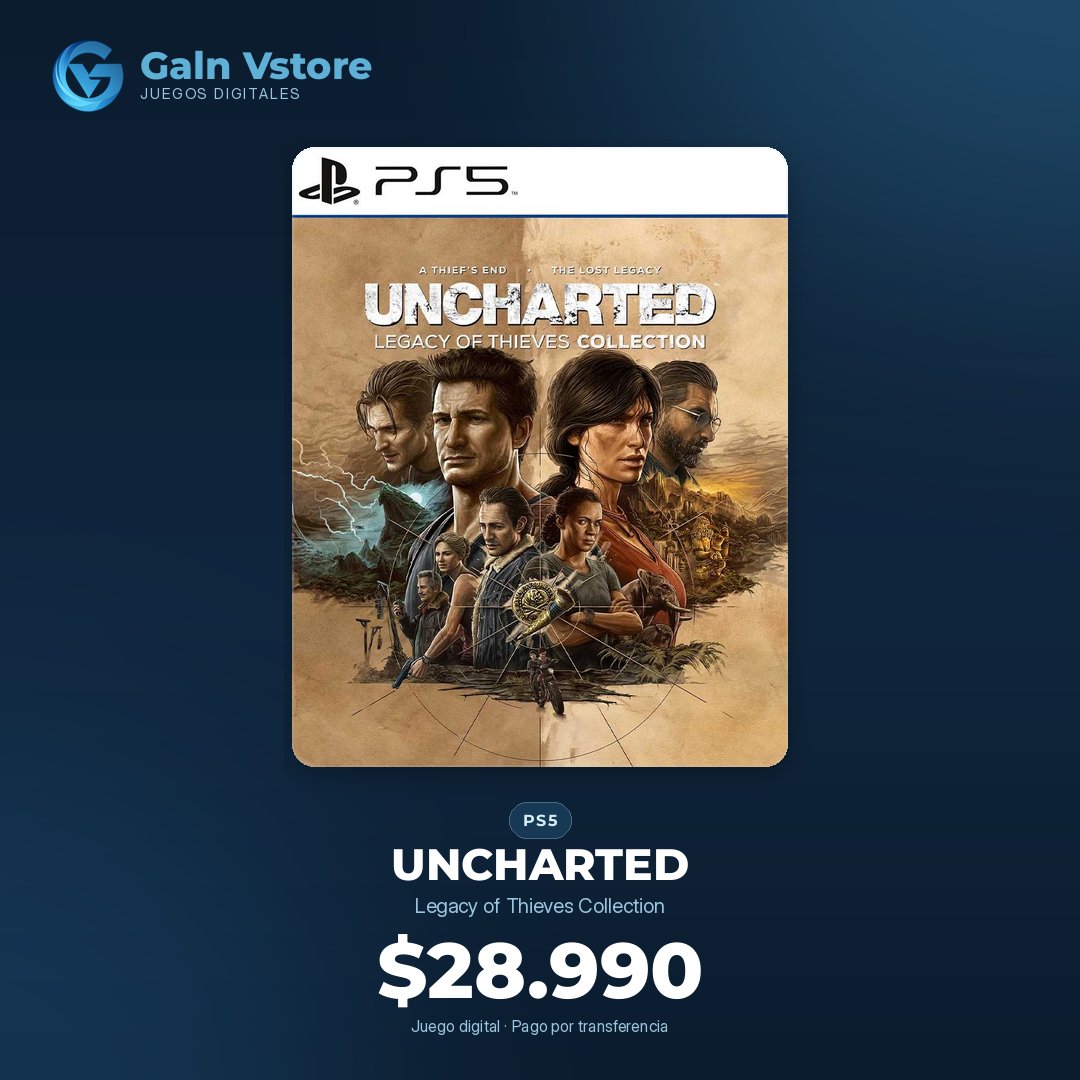 GaIn Vstore
JUEGOS DIGITALES
PS5
A THIEF'S END • THE LOST LEGACY
UNCHARTED
LEGACY OF THIEVES COLLECTION
PS5
UNCHARTED
Legacy of Thieves Collection
$28.990
Juego digital · Pago por transferencia